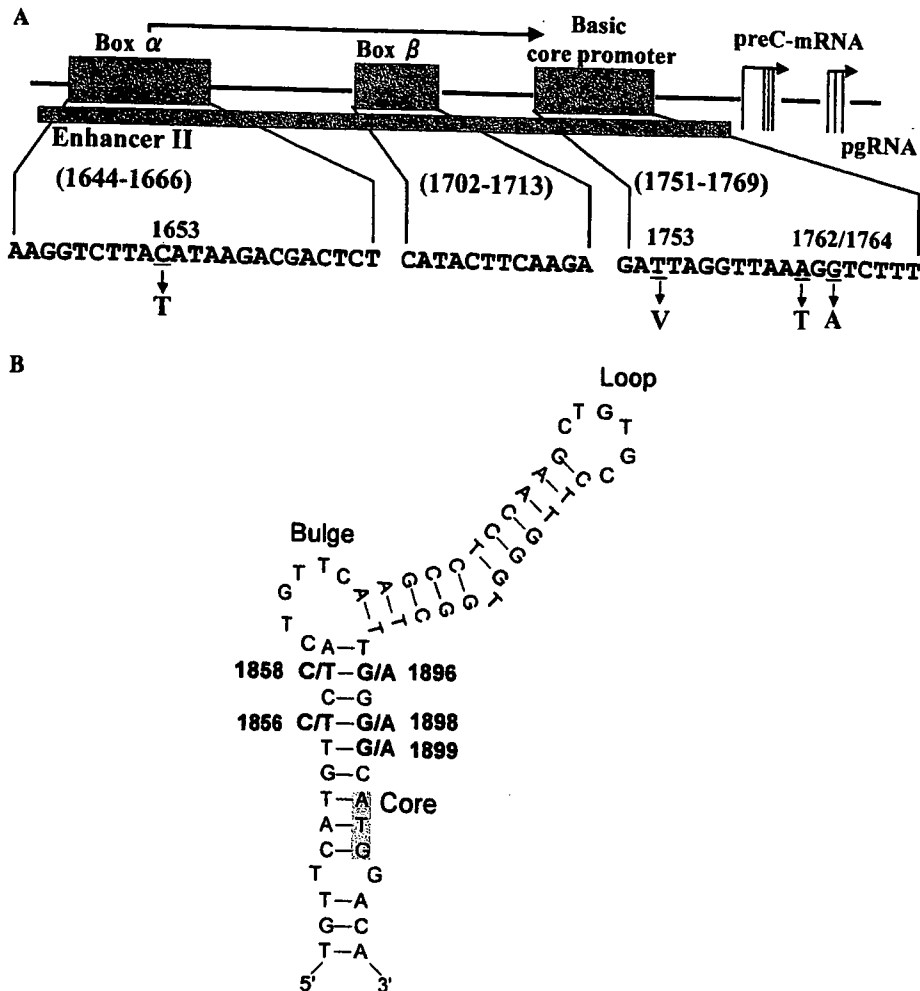 A
Box α
Box β
Basic
core promoter
preC-mRNA
Enhancer II
pgRNA
(1644-1666)
(1702-1713)
(1751-1769)
1653
1753
1762/1764
AAGGTCTTACATAAGACGACTCT
CATACTTCAAGA
GATTAGGTTAAAGGTCTTT
T
V
T
A
B
Loop
C T G T G C
G C
A T
A T
C G
C G
T
C G
C G
G C
A T
A T
T G
Bulge
C T G T T C A
A T
1858 C/T G/A 1896
C G
1856 C/T G/A 1898
T G/A 1899
G C
T A Core
A T
C G
T G
T A
G C
T A
5' 3'